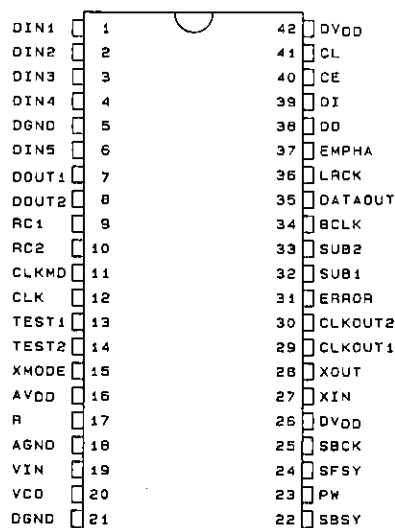 DIN1 1 42 DVDD
DIN2 2 41 CL
DIN3 3 40 CE
DIN4 4 39 DI
DGND 5 38 DO
DIN5 6 37 EMPHA
DOUT1 7 36 LRCK
DOUT2 8 35 DATAOUT
RC1 9 34 BCLK
RC2 10 33 SUB2
CLKMD 11 32 SUB1
CLK 12 31 ERROR
TEST1 13 30 CLKOUT2
TEST2 14 29 CLKOUT1
XMODE 15 28 XOUT
AVDD 16 27 XIN
R 17 26 DVDD
AGND 18 25 SBCK
VIN 19 24 SFSY
VCO 20 23 PW
DGND 21 22 SBSY